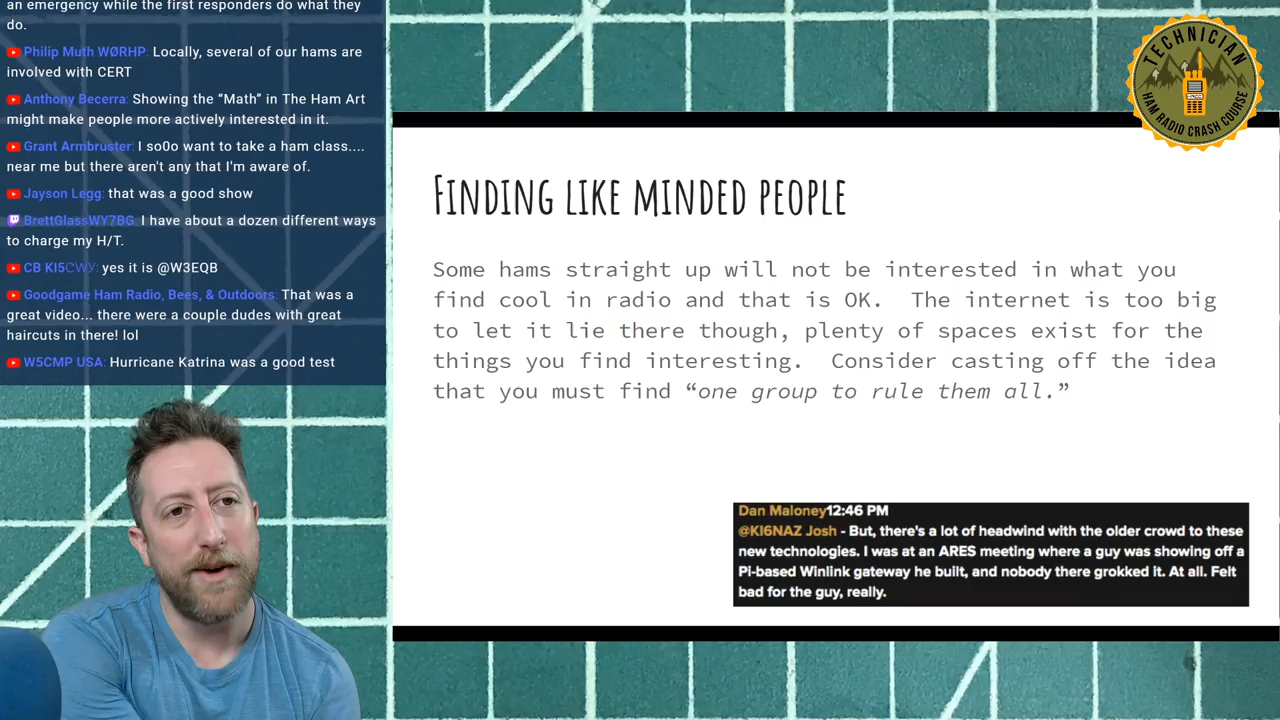 an emergency while the first responders do what they
do.
Philip Muth WØRHP: Locally, several of our hams are
involved with CERT
Anthony Becerra: Showing the “Math” in The Ham Art
might make people more actively interested in it.
Grant Armbruster: I soOo want to take a ham class....
near me but there aren't any that I'm aware of.
Jayson Legg: that was a good show
BrettGlassWY7BG: I have about a dozen different ways
to charge my H/T.
CB KI5CWY: yes it is @W3EQB
Goodgame Ham Radio, Bees, & Outdoors: That was a
great video... there were a couple dudes with great
haircuts in there! lol
W5CMP USA: Hurricane Katrina was a good test
TECHNICIAN
HAM RADIO CRASH COURSE
FINDING LIKE MINDED PEOPLE
Some hams straight up will not be interested in what you
find cool in radio and that is OK. The internet is too big
to let it lie there though, plenty of spaces exist for the
things you find interesting. Consider casting off the idea
that you must find “one group to rule them all.”
Dan Maloney12:46 PM
@KI6NAZ Josh - But, there's a lot of headwind with the older crowd to these
new technologies. I was at an ARES meeting where a guy was showing off a
Pi-based Winlink gateway he built, and nobody there grokked it. At all. Felt
bad for the guy, really.